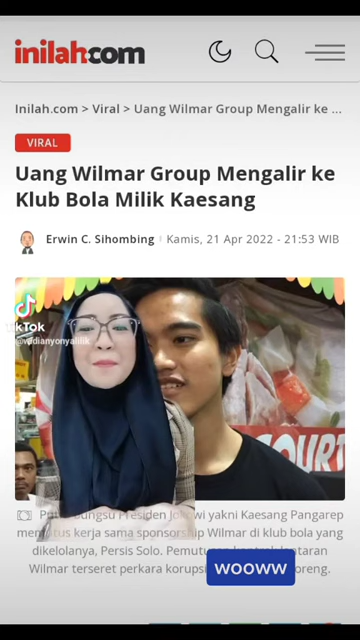 inilah.com
Inilah.com > Viral > Uang Wilmar Group Mengalir ke ...
VIRAL
Uang Wilmar Group Mengalir ke
Klub Bola Milik Kaesang
Erwin C. Sihombing Kamis, 21 Apr 2022 - 21:53 WIB
TikTok
@vadianyonyalilik
COURT
Presiden Jokowi yakni Kaesang Pangarep
kerja sama sponsorship Wilmar di klub bola yang
dikelolanya, Persis Solo.
Wilmar terseret perkara korupsi
WOOWW